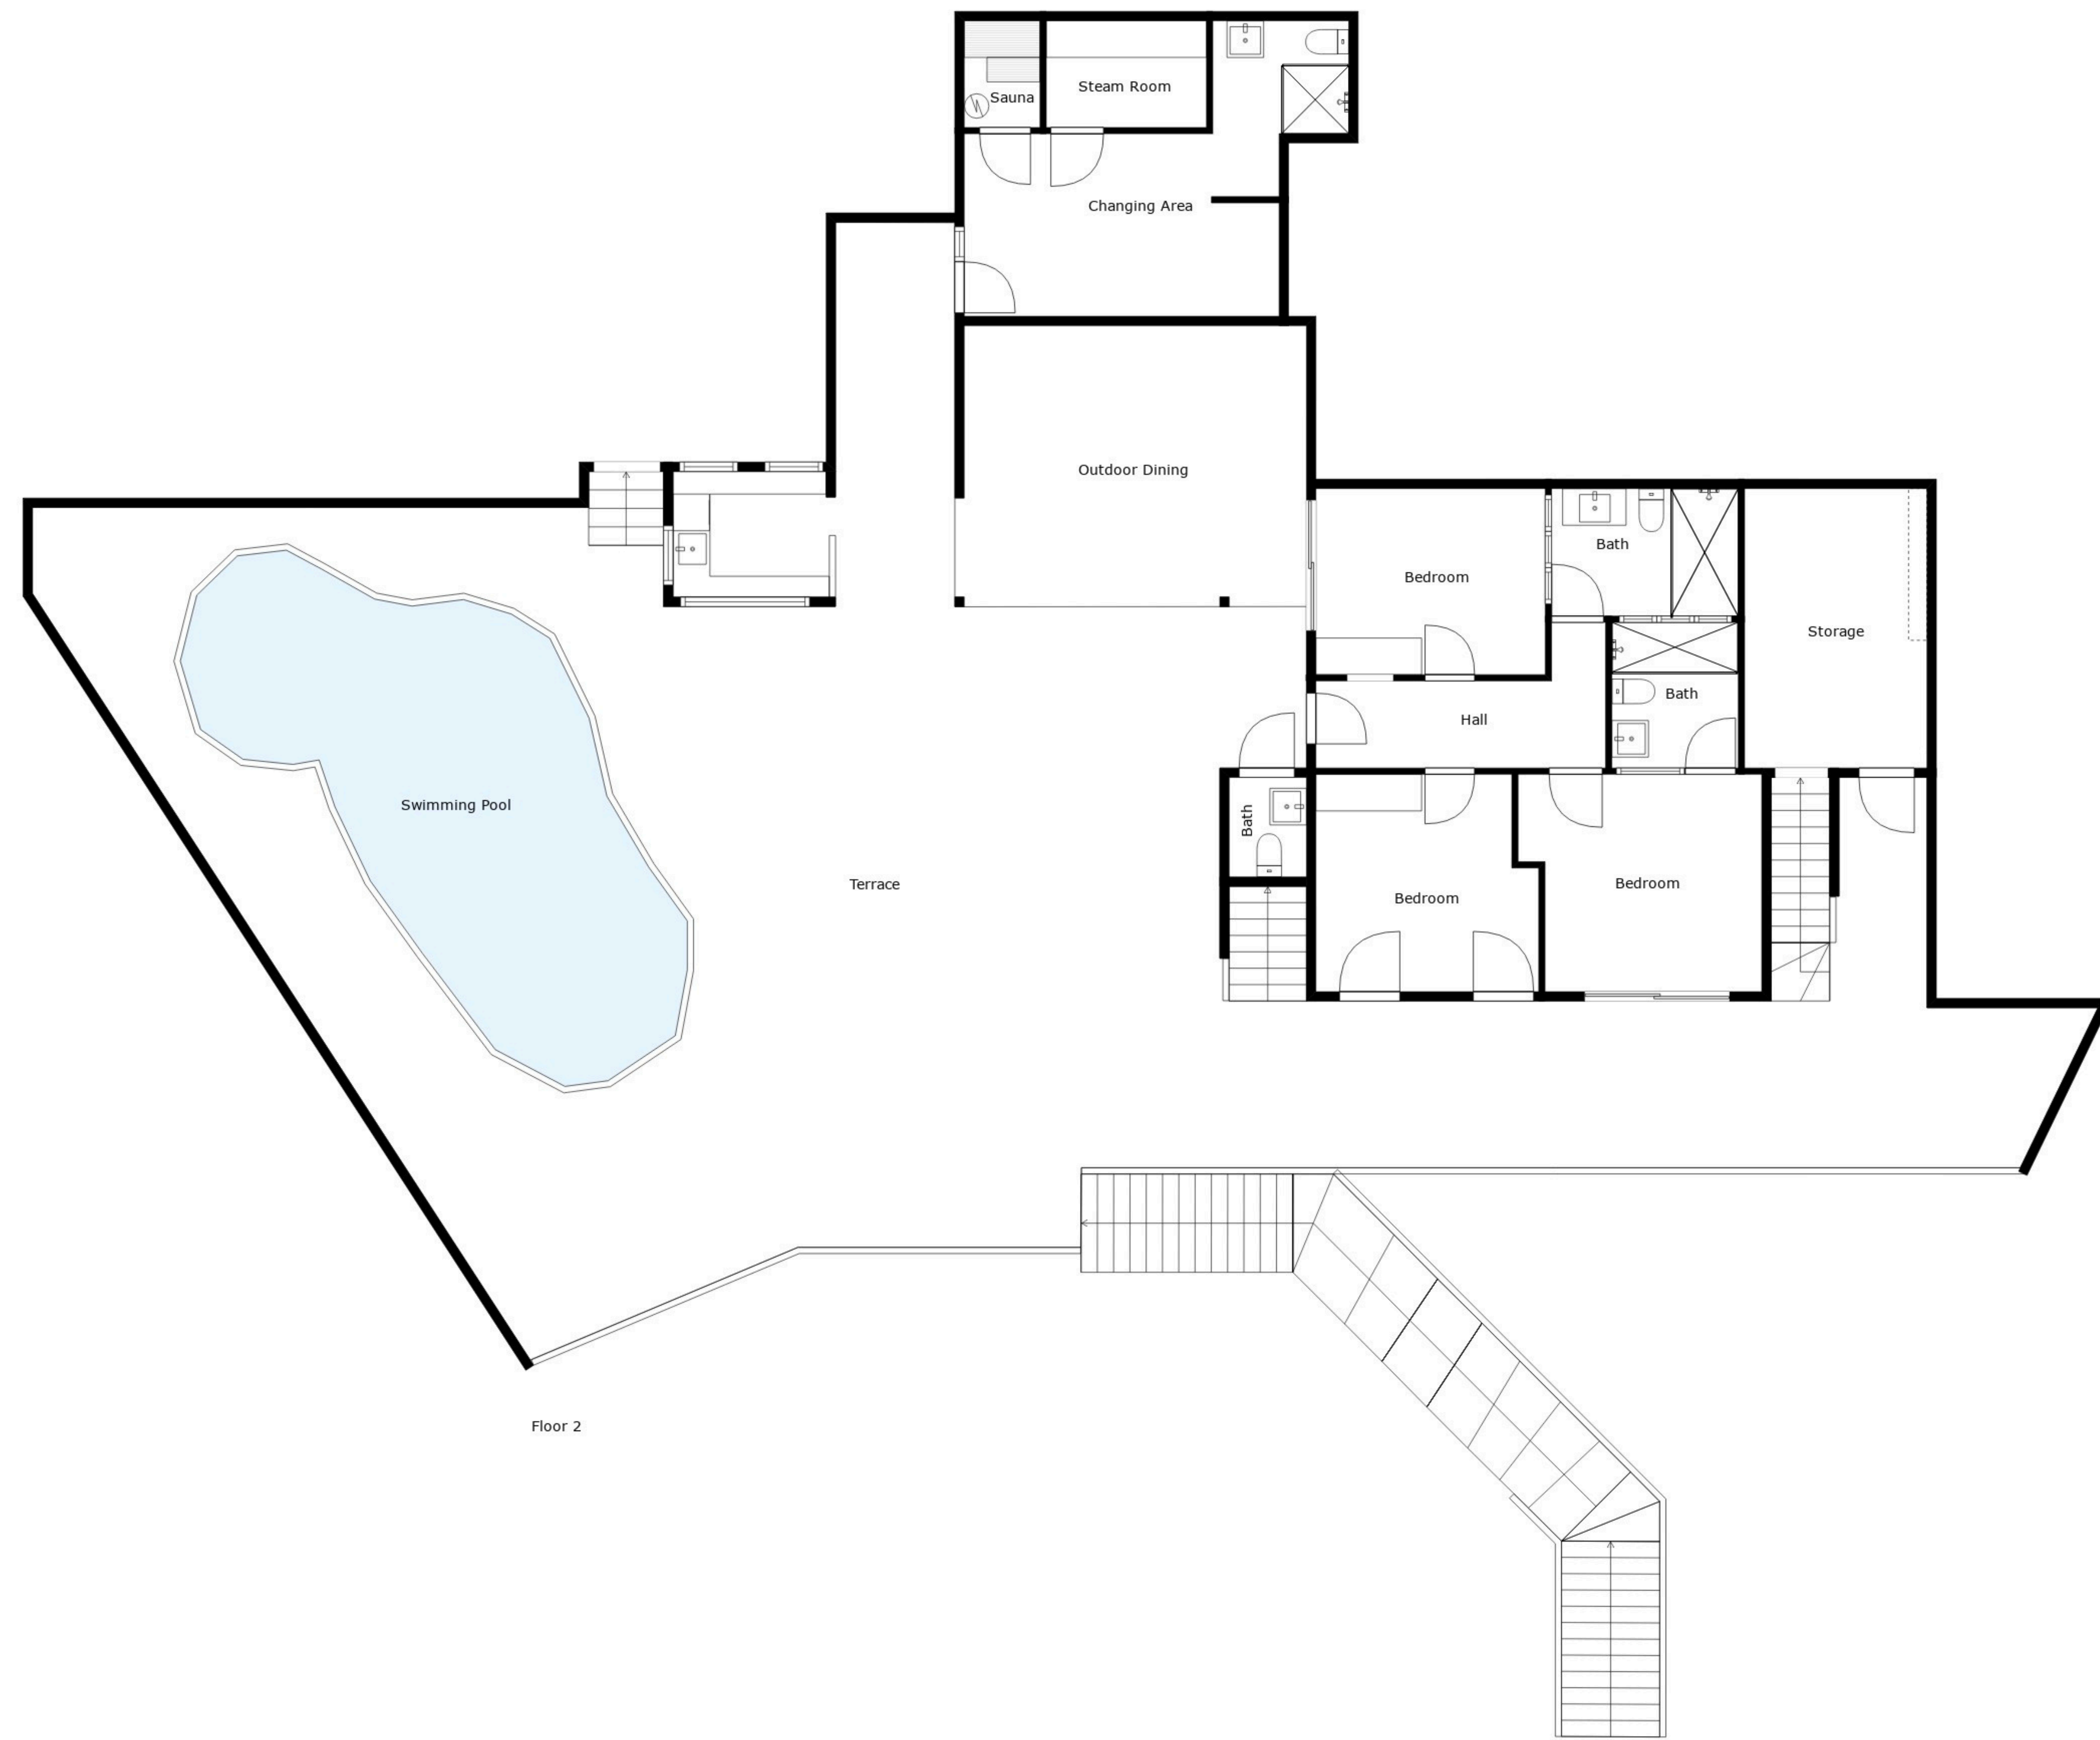 Steam Room
Sauna
Changing Area
Outdoor Dining
Bath
Bedroom
Storage
Bath
Hall
Swimming Pool
Bath
Terrace
Bedroom
Bedroom
Floor 2